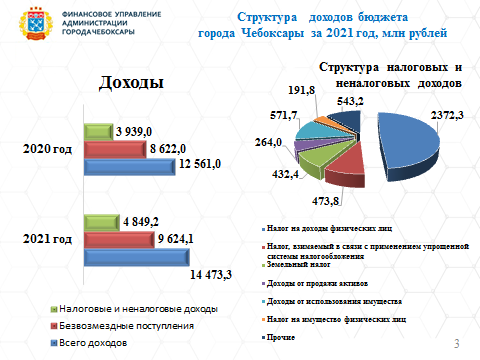 ФИНАНСОВОЕ УПРАВЛЕНИЕ
АДМИНИСТРАЦИИ
ГОРОДА ЧЕБОКСАРЫ
Структура доходов бюджета
города Чебоксары за 2021 год, млн рублей
Доходы
3 939,0
2020 год
8 622,0
12 561,0
4 849,2
2021 год
9 624,1
14 473,3
Налоговые и неналоговые доходы
Безвозмездные поступления
Всего доходов
Структура налоговых и
неналоговых доходов
191,8
543,2
2372,3
571,7
264,0
432,4
473,8
Налог на доходы физических лиц
Налог, взимаемый в связи с применением упрощенной
системы налогообложения
Земельный налог
Доходы от продажи активов
Доходы от использования имущества
Налог на имущество физических лиц
Прочие
3